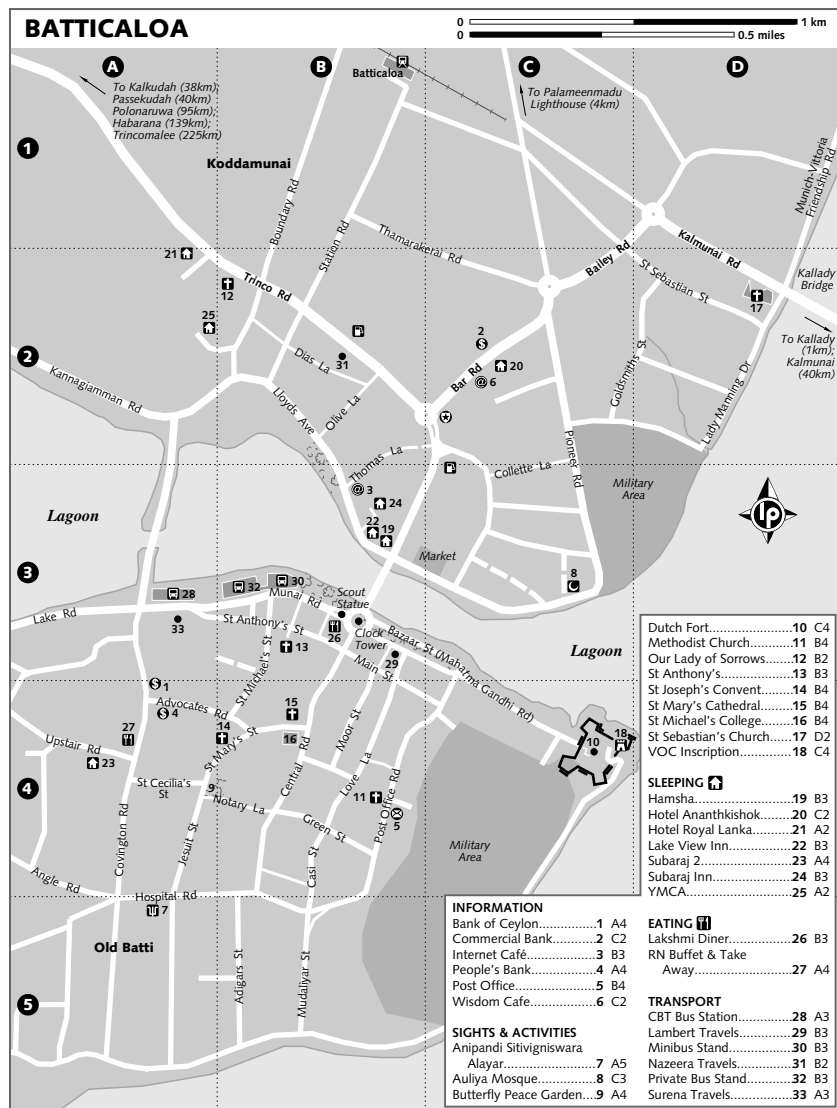 BATTICALOA
0 1 km
0 0.5 miles
A B C D
Batticaloa
To Kalkudah (38km);
Passekudah (40km)
Polonaruwa (95km);
Habarana (139km);
Trincomalee (225km)
To Palameenmadu
Lighthouse (4km)
1
Koddamunai
Boundary Rd
Station Rd
Munich-Vittoria
Friendship Rd
Thamarakerai Rd
Bailey Rd
Kalmunai Rd
21
Trinco Rd
12
St Sebastian St
Kallady
Bridge
17
25
2
31
Dias La
2
Bar Rd
20
6
Goldsmiths St
To Kallady
(1km);
Kalmunai
(40km)
Kannagiamman Rd
Lloyds Ave
Olive La
Lady Manning Dr
Thomas La
Collette La
Pioneer Rd
Military
Area
Lagoon
3
24
22
19
lp
Market
3
8
28
32
30
Scout
Statue
Munai Rd
Lake Rd
33
St Anthony's St
26
Clock
Tower
13
29
Bazaar St (Mahatma Gandhi Rd)
Lagoon
St Michael's St
Main St
1
Advocates Rd
4
15
Moor St
27
14
St Mary's St
16
Central Rd
18
10
Upstair Rd
23
Love La
4
St Cecilia's
St
9
Notary La
11
Post Office Rd
5
Green St
Covington Rd
Jesuit St
Casi St
Military
Area
Angle Rd
Hospital Rd
7
Old Batti
Adigars St
Mudaliyar St
5
Dutch Fort 10 C4
Methodist Church 11 B4
Our Lady of Sorrows 12 B2
St Anthony's 13 B3
St Joseph's Convent 14 B4
St Mary's Cathedral 15 B4
St Michael's College 16 B4
St Sebastian's Church 17 D2
VOC Inscription 18 C4
SLEEPING
Hamsha 19 B3
Hotel Ananthkishok 20 C2
Hotel Royal Lanka 21 A2
Lake View Inn 22 B3
Subaraj 2 23 A4
Subaraj Inn 24 B3
YMCA 25 A2
INFORMATION
Bank of Ceylon 1 A4
Commercial Bank 2 C2
Internet Café 3 B3
People's Bank 4 A4
Post Office 5 B4
Wisdom Cafe 6 C2
SIGHTS & ACTIVITIES
Anipandi Sitivigniswara
Alayar 7 A5
Auliya Mosque 8 C3
Butterfly Peace Garden 9 A4
EATING
Lakshmi Diner 26 B3
RN Buffet & Take
Away 27 A4
TRANSPORT
CBT Bus Station 28 A3
Lambert Travels 29 B3
Minibus Stand 30 B3
Nazeera Travels 31 B2
Private Bus Stand 32 B3
Surena Travels 33 A3